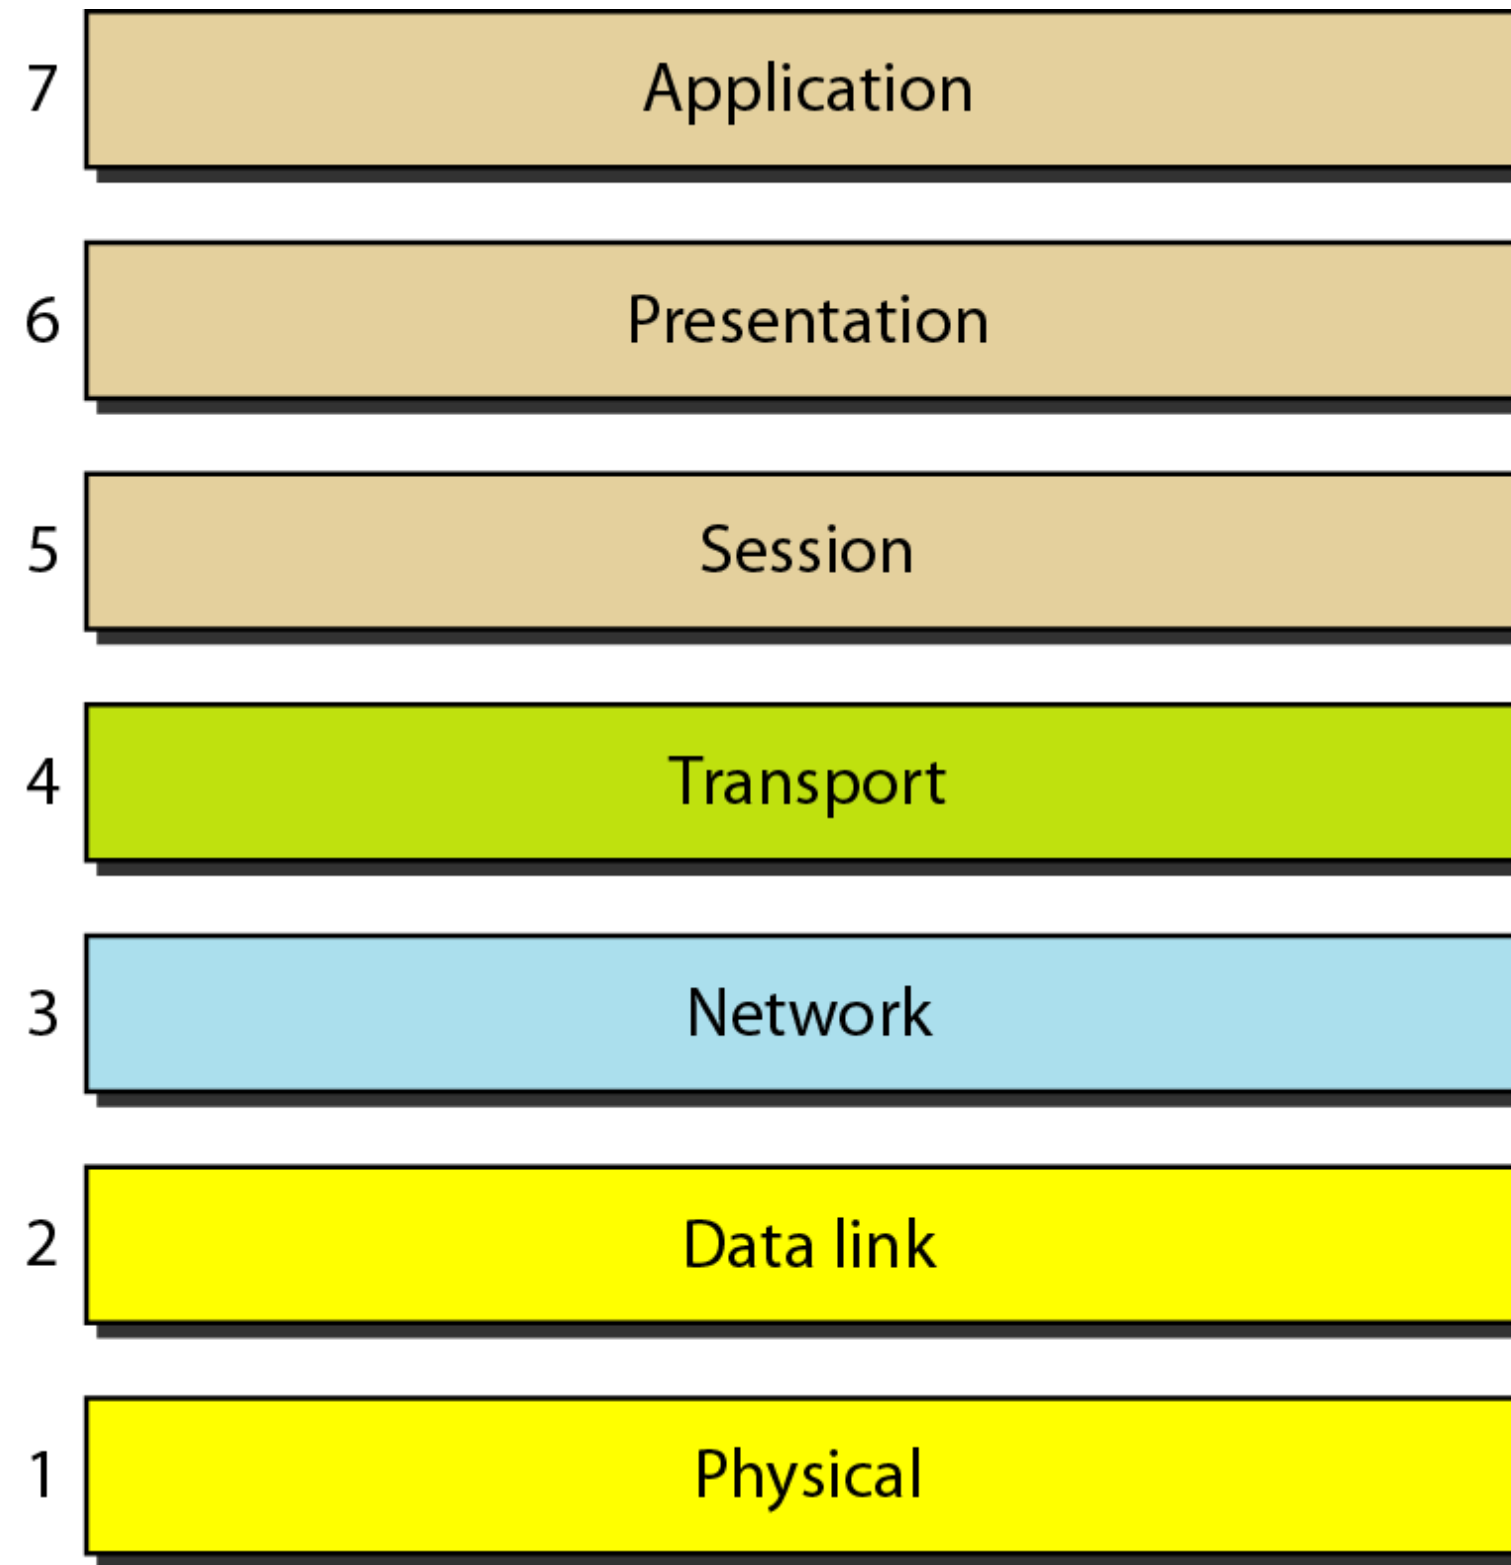 7 Application
6 Presentation
5 Session
4 Transport
3 Network
2 Data link
1 Physical